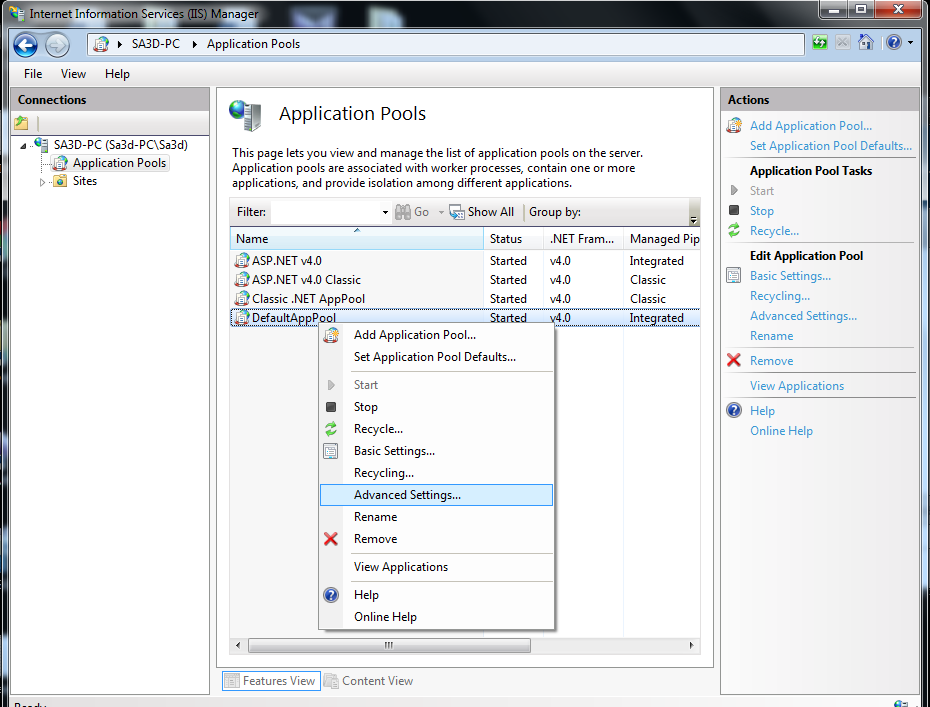 Internet Information Services (IIS) Manager
SA3D-PC
Application Pools
File View Help
Connections
SA3D-PC (Sa3d-PC\Sa3d)
Application Pools
Sites
Application Pools
This page lets you view and manage the list of application pools on the server.
Application pools are associated with worker processes, contain one or more
applications, and provide isolation among different applications.
Filter: Go Show All Group by:
Name Status .NET Fram... Managed Pip
ASP.NET v4.0 Started v4.0 Integrated
ASP.NET v4.0 Classic Started v4.0 Classic
Classic .NET AppPool Started v4.0 Classic
DefaultAppPool Started v4.0 Integrated
Add Application Pool...
Set Application Pool Defaults...
Start
Stop
Recycle...
Basic Settings...
Recycling...
Advanced Settings...
Rename
Remove
View Applications
Help
Online Help
Features View Content View
Actions
Add Application Pool...
Set Application Pool Defaults...
Application Pool Tasks
Start
Stop
Recycle...
Edit Application Pool
Basic Settings...
Recycling...
Advanced Settings...
Rename
Remove
View Applications
Help
Online Help
Ready